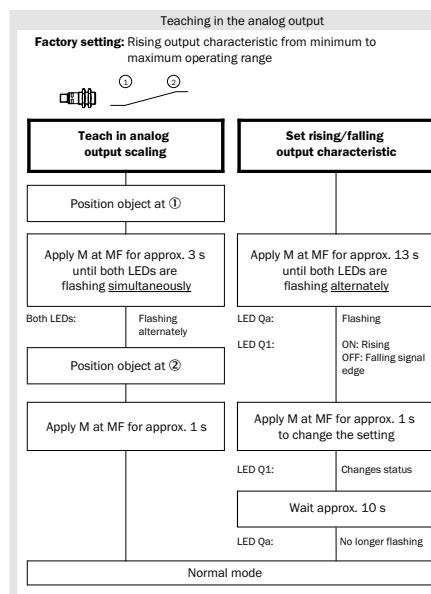 Teaching in the analog output
Factory setting: Rising output characteristic from minimum to
maximum operating range
① ②
Teach in analog
output scaling
Position object at ①
Apply M at MF for approx. 3 s
until both LEDs are
flashing simultaneously
Both LEDs: Flashing
alternately
Position object at ②
Apply M at MF for approx. 1 s
Set rising/falling
output characteristic
Apply M at MF for approx. 13 s
until both LEDs are
flashing alternately
LED Qa: Flashing
LED Q1: ON: Rising
OFF: Falling signal
edge
Apply M at MF for approx. 1 s
to change the setting
LED Q1: Changes status
Wait approx. 10 s
LED Qa: No longer flashing
Normal mode